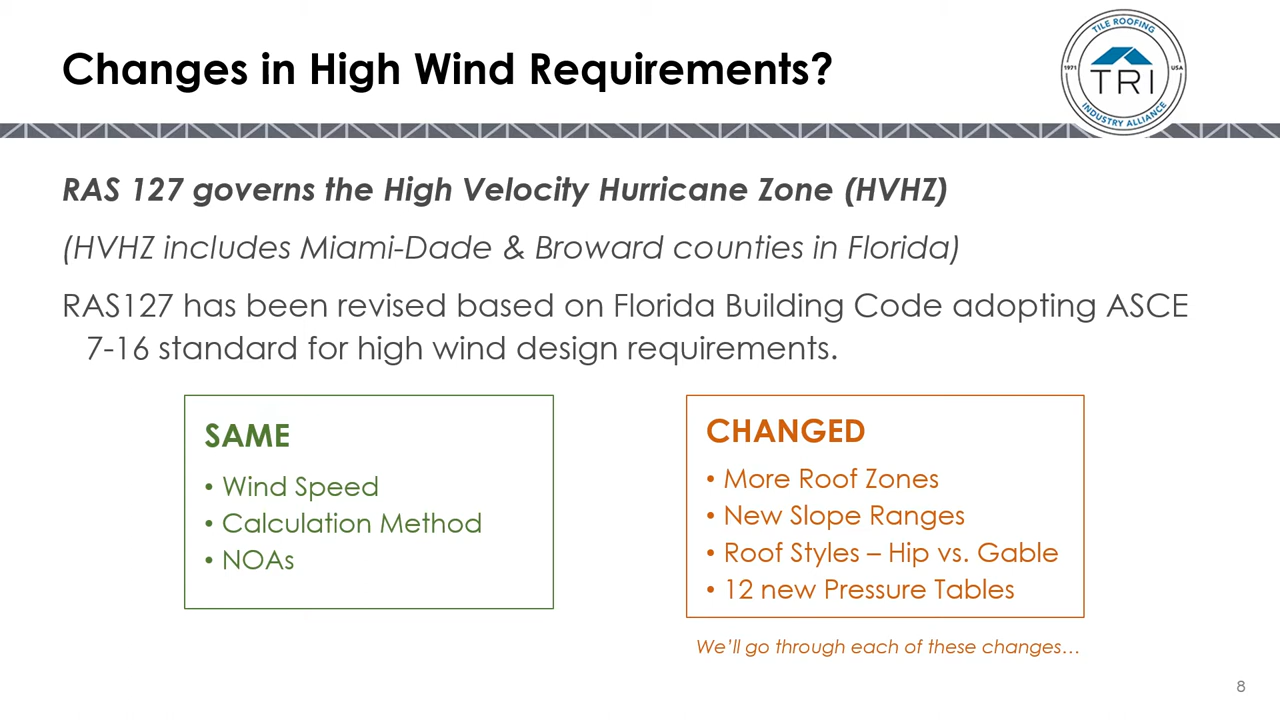 Changes in High Wind Requirements?
TILE ROOFING
1971 TRI USA
INDUSTRY ALLIANCE
RAS 127 governs the High Velocity Hurricane Zone (HVHZ)
(HVHZ includes Miami-Dade & Broward counties in Florida)
RAS127 has been revised based on Florida Building Code adopting ASCE
7-16 standard for high wind design requirements.
SAME
• Wind Speed
• Calculation Method
• NOAs
CHANGED
• More Roof Zones
• New Slope Ranges
• Roof Styles – Hip vs. Gable
• 12 new Pressure Tables
We’ll go through each of these changes…
8